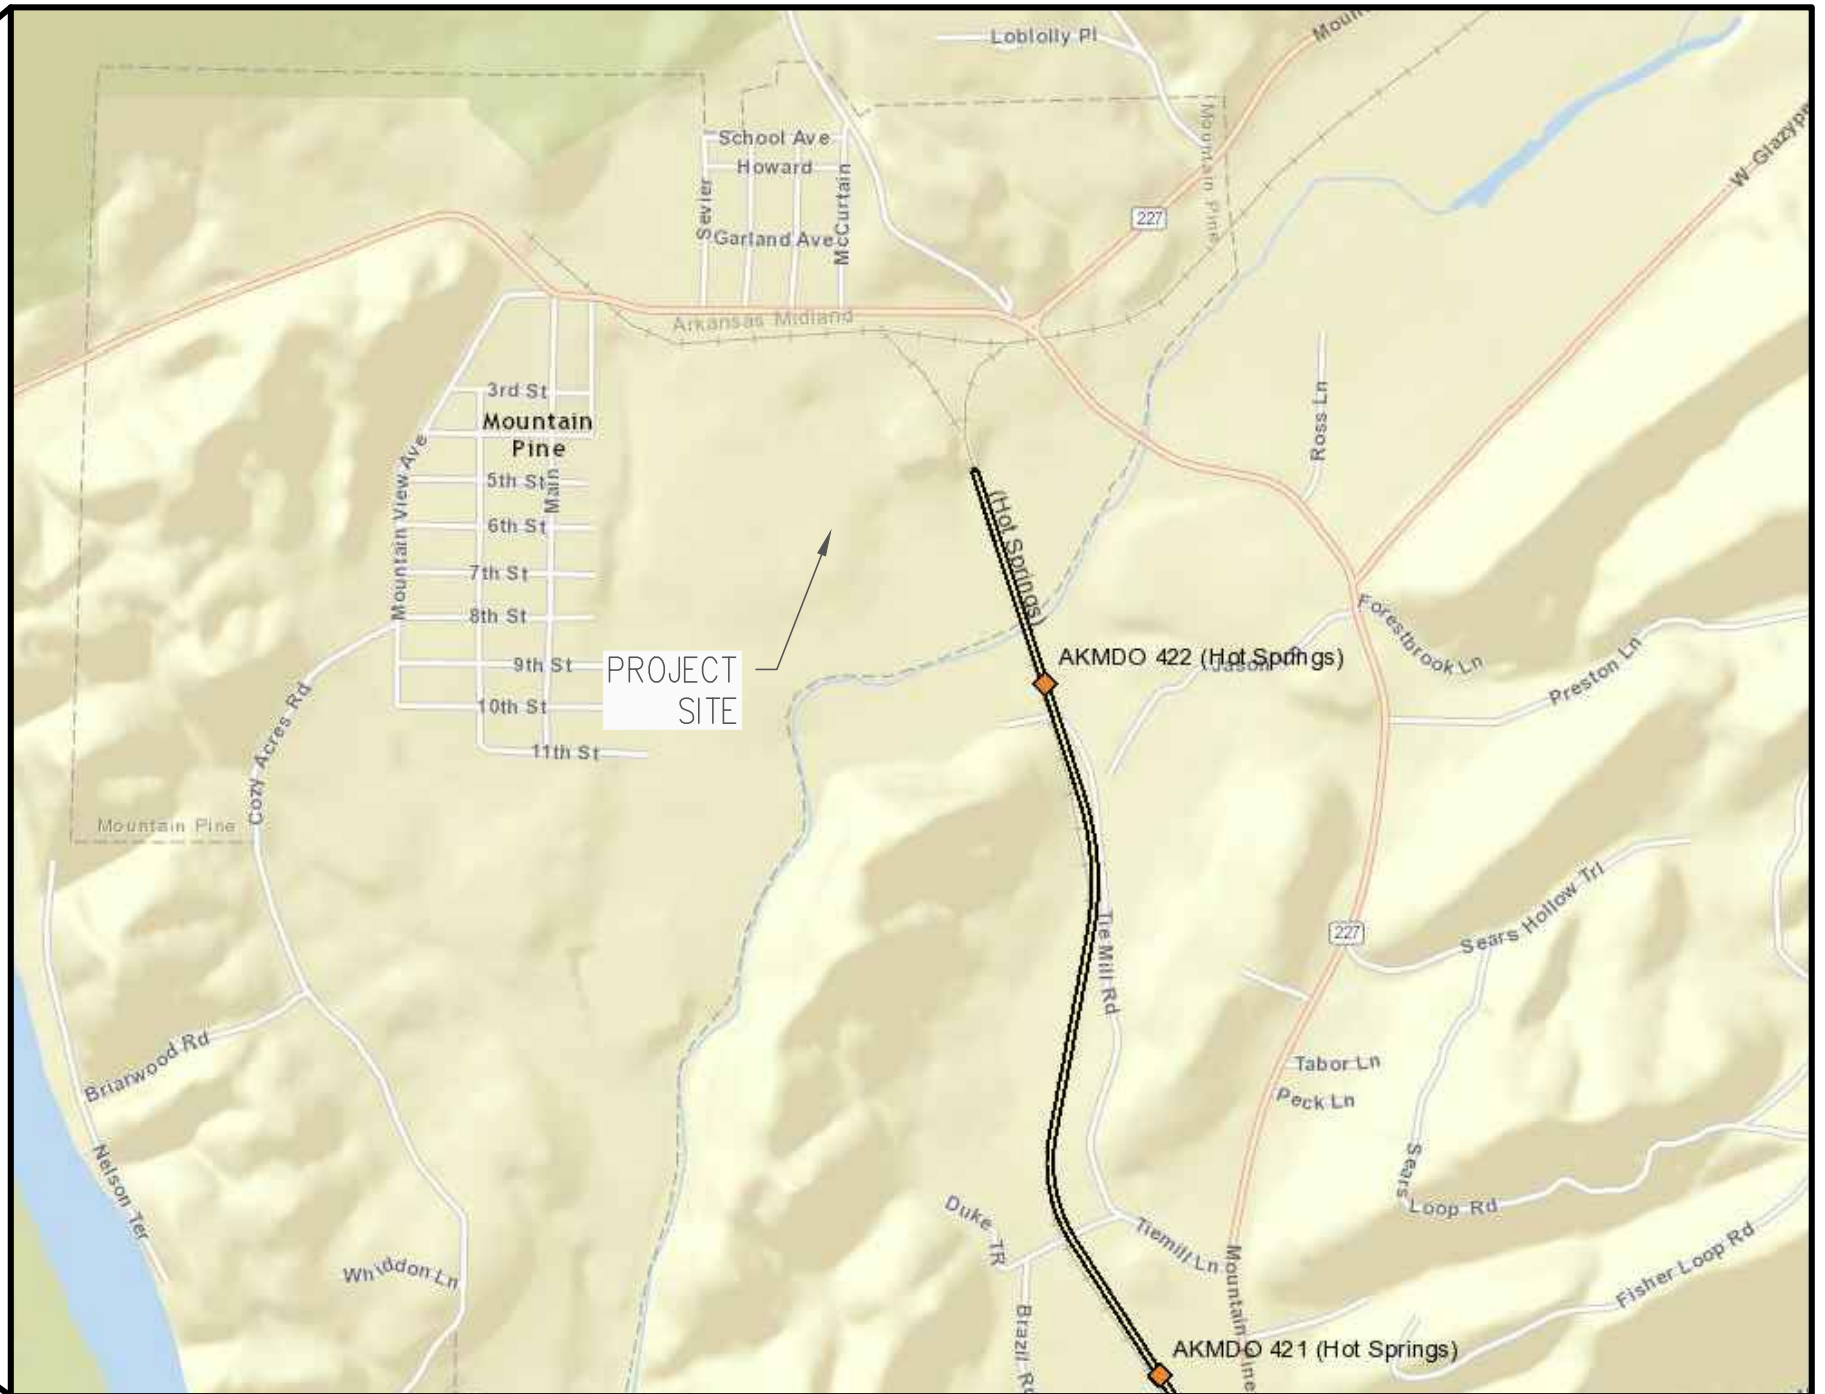 Loblolly Pl
School Ave
Howard
Sevier
McCurtain
Garland Ave
Mountain Pine
227
Arkansas Midland
3rd St
Mountain
Pine
Mountain View Ave
5th St
Main
6th St
7th St
8th St
9th St
10th St
11th St
PROJECT
SITE
(Hot Springs)
AKMDO 422 (Hot Springs)
Jason
Ross Ln
Forestbrook Ln
Preston Ln
Cozy Acres Rd
Mountain Pine
Tie Mill Rd
227
Sears Hollow Trl
Briarwood Rd
Tabor Ln
Peck Ln
Nelson Ter
Sears
Loop Rd
Duke TR
Tiemill Ln
Whiddon Ln
Fisher Loop Rd
Mountain
AKMDO 421 (Hot Springs)